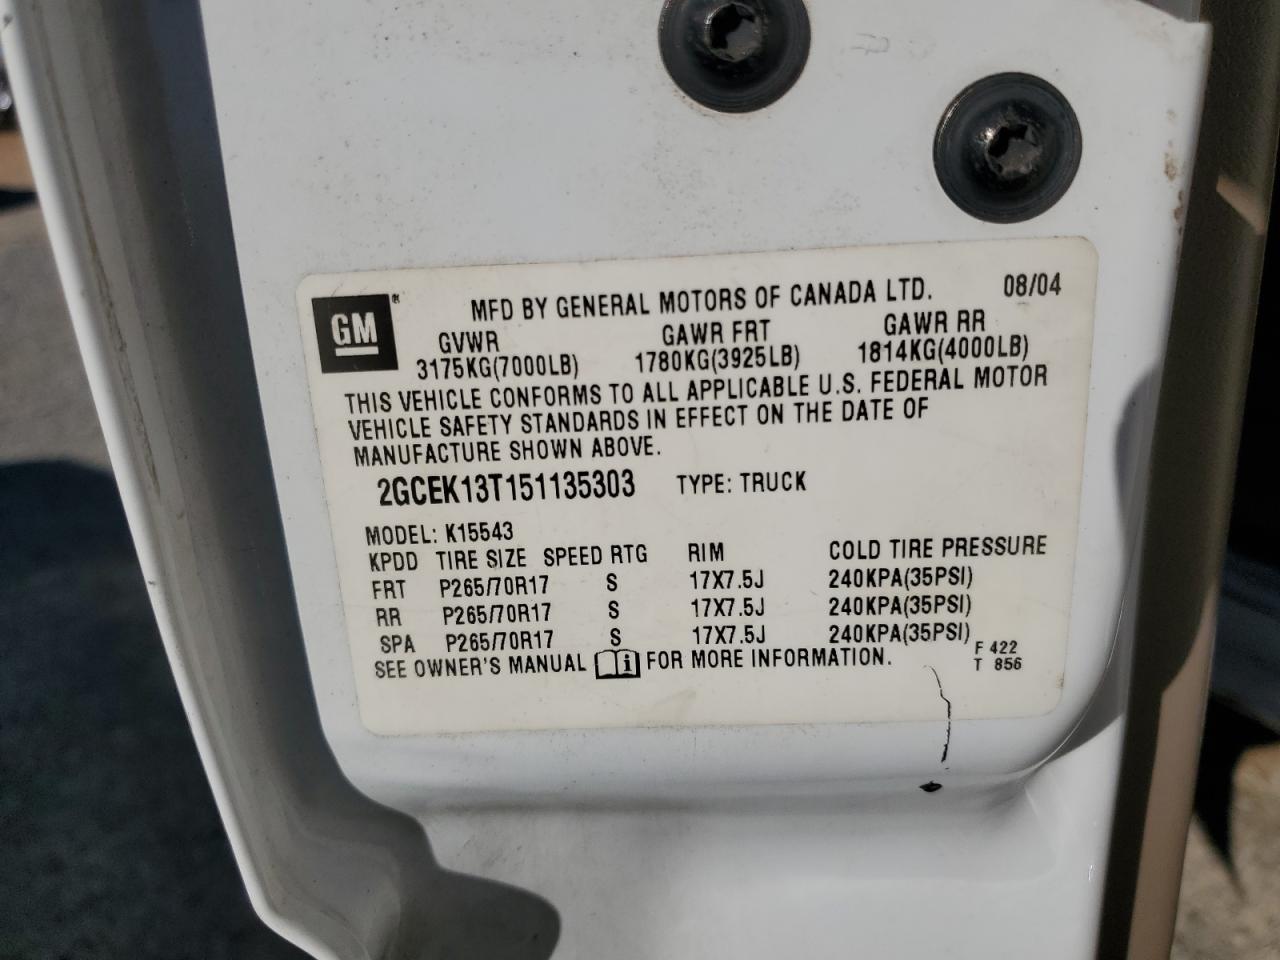 GM®
MFD BY GENERAL MOTORS OF CANADA LTD. 08/04
GVWR GAWR FRT GAWR RR
3175KG(7000LB) 1780KG(3925LB) 1814KG(4000LB)
THIS VEHICLE CONFORMS TO ALL APPLICABLE U.S. FEDERAL MOTOR
VEHICLE SAFETY STANDARDS IN EFFECT ON THE DATE OF
MANUFACTURE SHOWN ABOVE.
2GCEK13T151135303 TYPE: TRUCK
MODEL: K15543
KPDD TIRE SIZE SPEED RTG RIM COLD TIRE PRESSURE
FRT P265/70R17 S 17X7.5J 240KPA(35PSI)
RR P265/70R17 S 17X7.5J 240KPA(35PSI)
SPA P265/70R17 S 17X7.5J 240KPA(35PSI)
SEE OWNER'S MANUAL i FOR MORE INFORMATION.
F 422
T 856